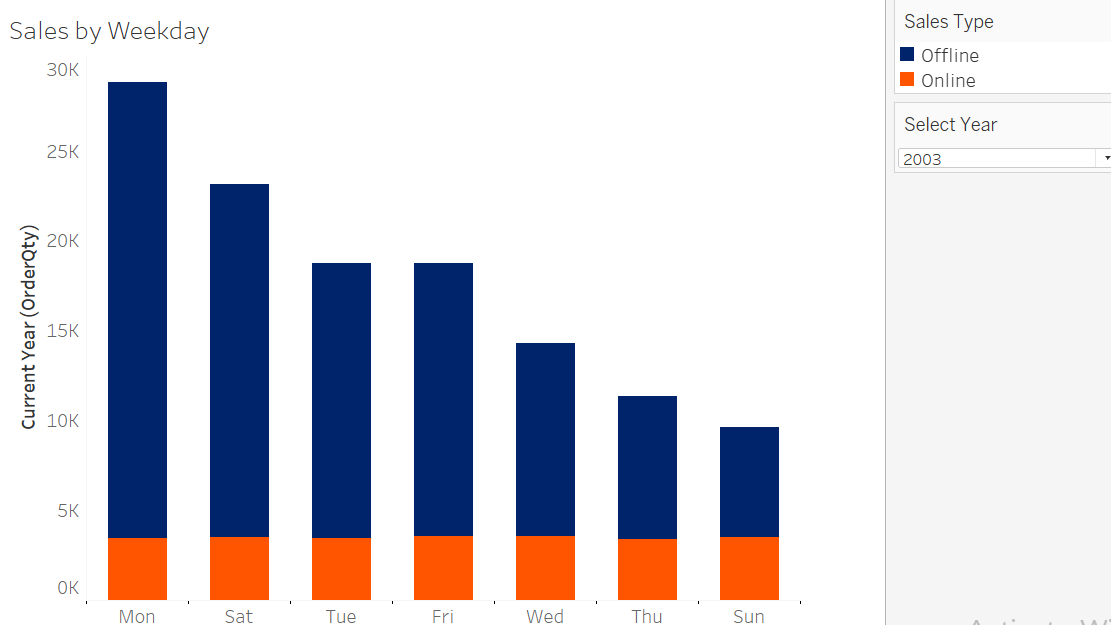 Sales by Weekday
30K
25K
20K
15K
10K
5K
0K
Current Year (OrderQty)
Mon Sat Tue Fri Wed Thu Sun
Sales Type
Offline
Online
Select Year
2003